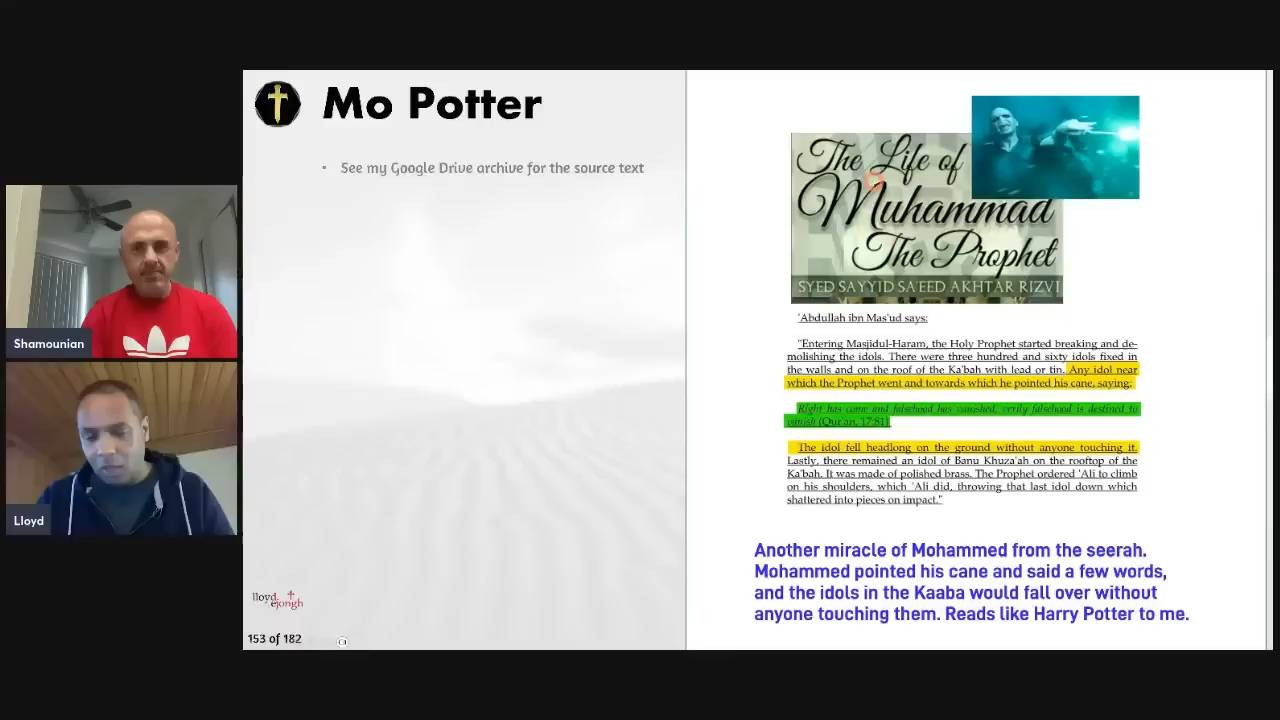 Mo Potter
• See my Google Drive archive for the source text
Shamounian
Lloyd
lloyd
ejongh
153 of 182
The Life of
Muhammad
The Prophet
SYED SAYYID SA'EED AKHTAR RIZVI
'Abdullah ibn Mas'ud says:
"Entering Masjidul-Haram, the Holy Prophet started breaking and de-
molishing the idols. There were three hundred and sixty idols fixed in
the walls and on the roof of the Ka'bah with lead or tin. Any idol near
which the Prophet went and towards which he pointed his cane, saying:
Right has come and falsehood has vanished, verily falsehood is destined to
vanish (Qur'an, 17:81)
The idol fell headlong on the ground without anyone touching it.
Lastly, there remained an idol of Banu Khuza'ah on the rooftop of the
Ka'bah. It was made of polished brass. The Prophet ordered 'Ali to climb
on his shoulders, which 'Ali did, throwing that last idol down which
shattered into pieces on impact."
Another miracle of Mohammed from the seerah.
Mohammed pointed his cane and said a few words,
and the idols in the Kaaba would fall over without
anyone touching them. Reads like Harry Potter to me.